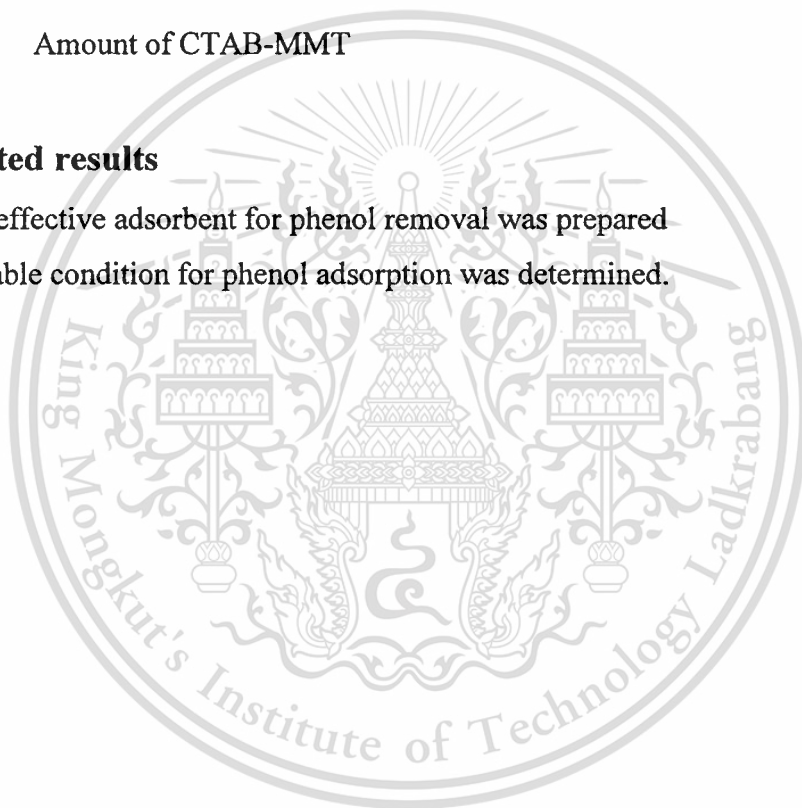 Amount of CTAB-MMT
ted results
effective adsorbent for phenol removal was prepared
able condition for phenol adsorption was determined.
King Mongkut's Institute of Technology Ladkrabang